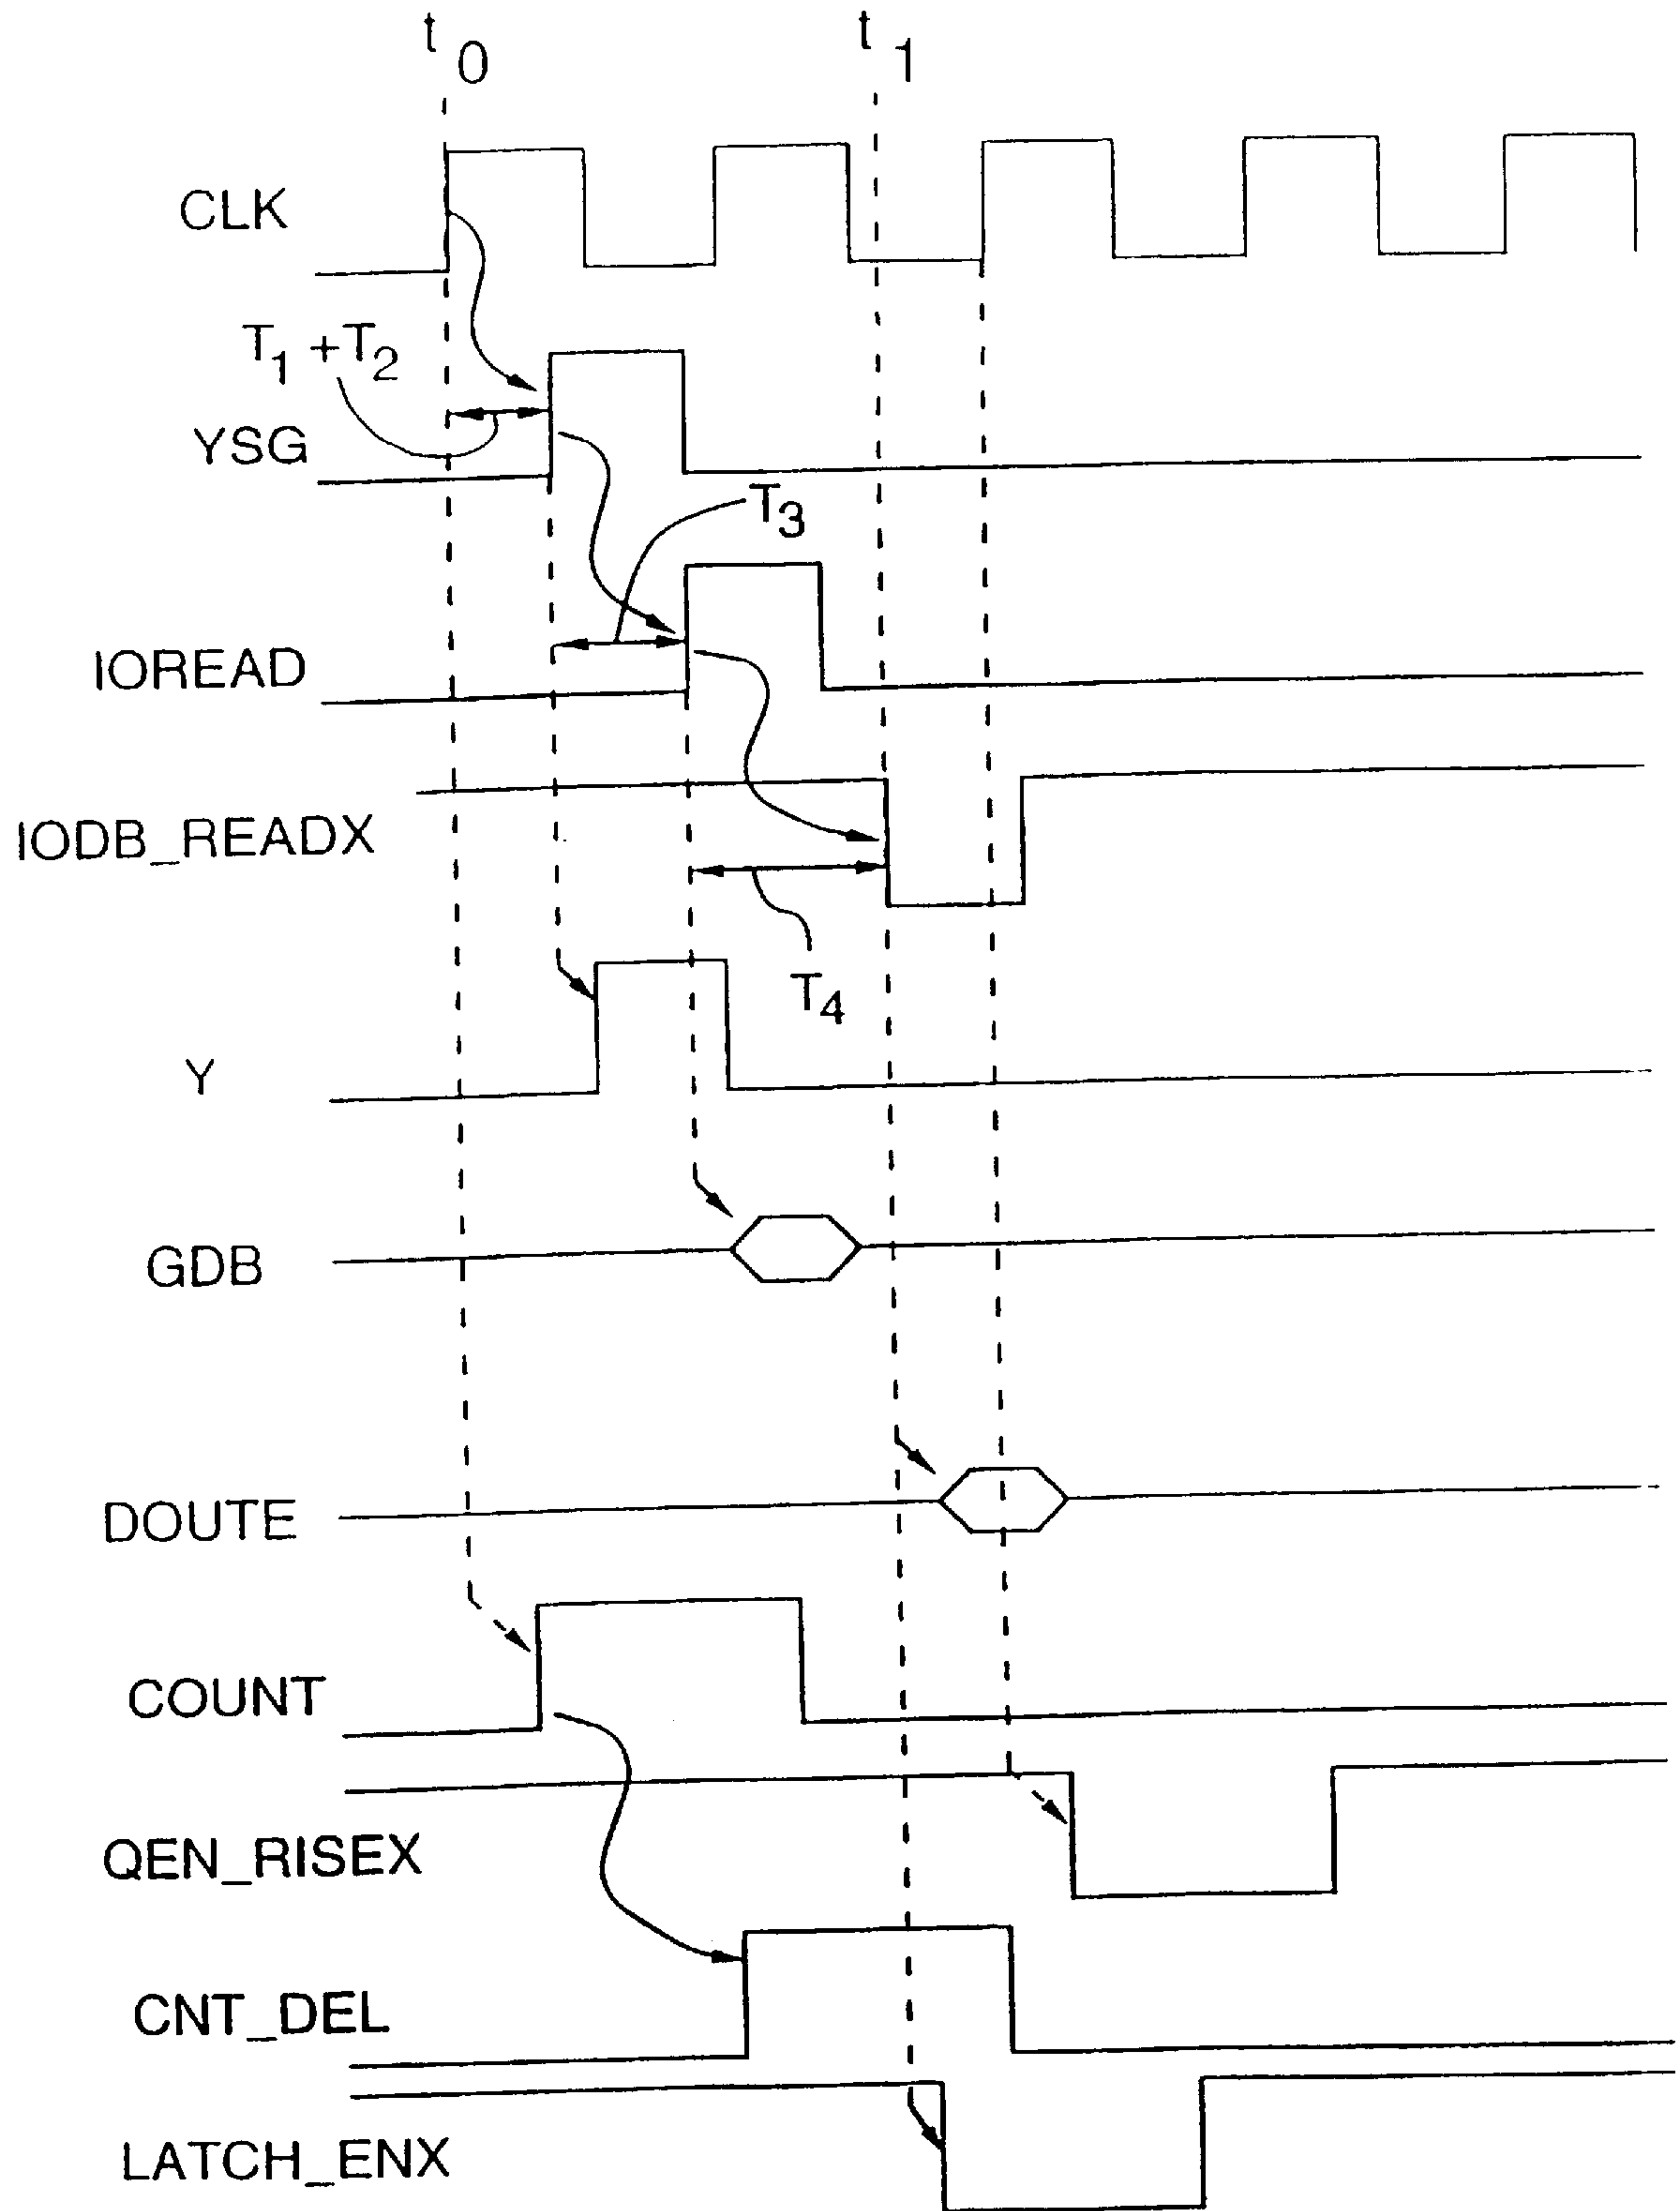 t0 t1
CLK
T1 +T2
YSG
T3
IOREAD
IODB_READX
T4
Y
GDB
DOUTE
COUNT
QEN_RISEX
CNT_DEL
LATCH_ENX